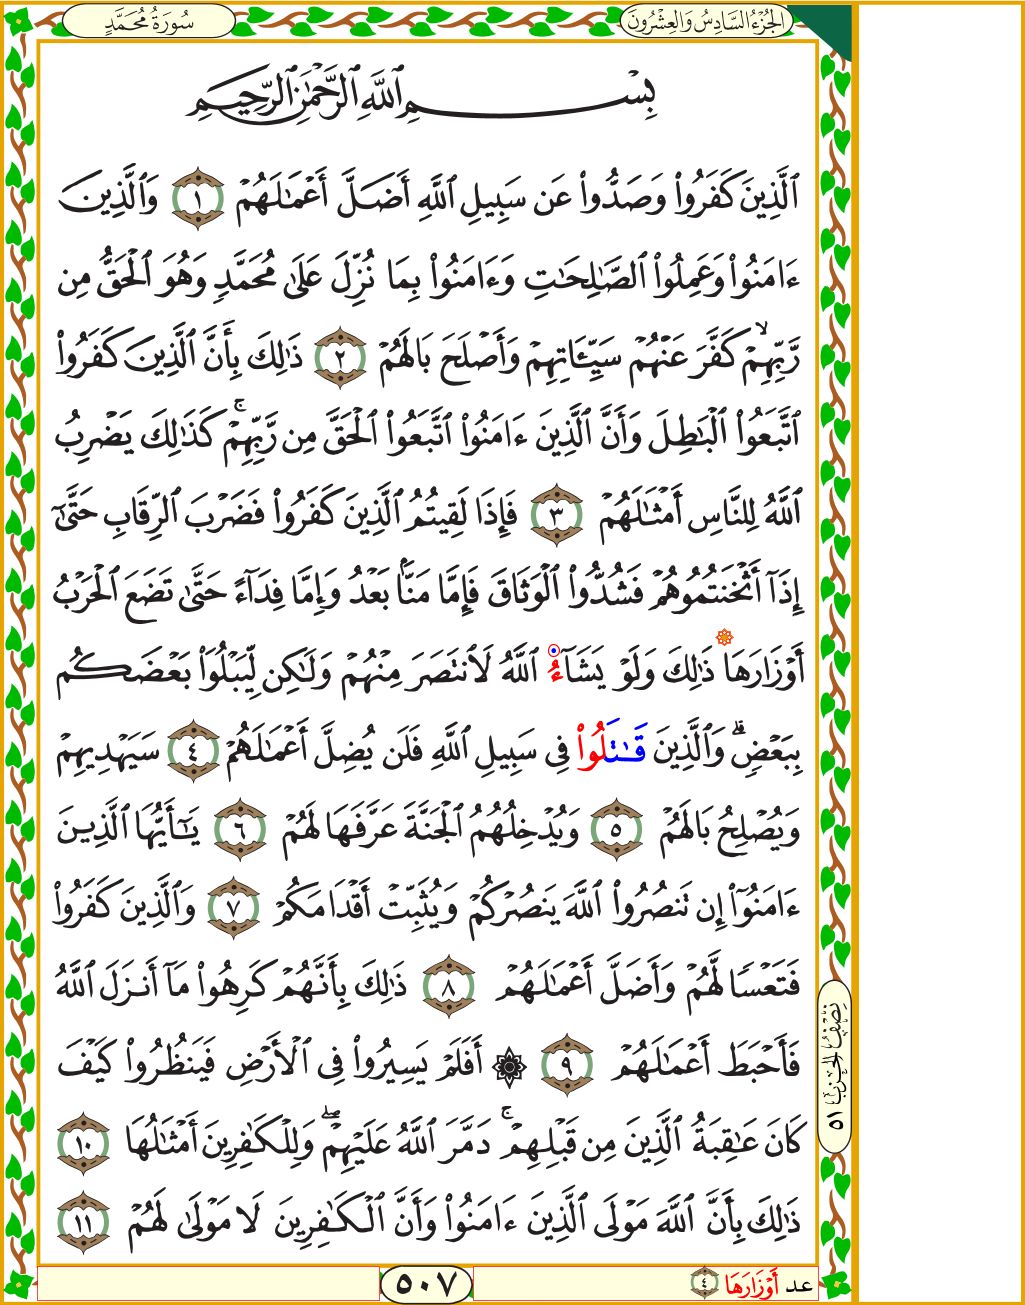 الجُزْءُ السَّادِسُ وَالعِشْرُونَ
سُورَةُ مُحَمَّدٍ
بِسْمِ ٱللَّهِ ٱلرَّحْمَٰنِ ٱلرَّحِيمِ
ٱلَّذِينَ كَفَرُوا۟ وَصَدُّوا۟ عَن سَبِيلِ ٱللَّهِ أَضَلَّ أَعْمَٰلَهُمْ ١ وَٱلَّذِينَ
ءَامَنُوا۟ وَعَمِلُوا۟ ٱلصَّٰلِحَٰتِ وَءَامَنُوا۟ بِمَا نُزِّلَ عَلَىٰ مُحَمَّدٍ وَهُوَ ٱلْحَقُّ مِن
رَّبِّهِمْ ۙ كَفَّرَ عَنْهُمْ سَيِّـَٔاتِهِمْ وَأَصْلَحَ بَالَهُمْ ٢ ذَٰلِكَ بِأَنَّ ٱلَّذِينَ كَفَرُوا۟
ٱتَّبَعُوا۟ ٱلْبَٰطِلَ وَأَنَّ ٱلَّذِينَ ءَامَنُوا۟ ٱتَّبَعُوا۟ ٱلْحَقَّ مِن رَّبِّهِمْ ۚ كَذَٰلِكَ يَضْرِبُ
ٱللَّهُ لِلنَّاسِ أَمْثَٰلَهُمْ ٣ فَإِذَا لَقِيتُمُ ٱلَّذِينَ كَفَرُوا۟ فَضَرْبَ ٱلرِّقَابِ حَتَّىٰٓ
إِذَآ أَثْخَنتُمُوهُمْ فَشُدُّوا۟ ٱلْوَثَاقَ فَإِمَّا مَنًّۢا بَعْدُ وَإِمَّا فِدَآءً حَتَّىٰ تَضَعَ ٱلْحَرْبُ
أَوْزَارَهَا ذَٰلِكَ وَلَوْ يَشَآءُ ٱللَّهُ لَٱنتَصَرَ مِنْهُمْ وَلَٰكِن لِّيَبْلُوَا۟ بَعْضَكُم
بِبَعْضٍ ۗ وَٱلَّذِينَ قَٰتَلُوا۟ فِى سَبِيلِ ٱللَّهِ فَلَن يُضِلَّ أَعْمَٰلَهُمْ ٤ سَيَهْدِيهِمْ
وَيُصْلِحُ بَالَهُمْ ٥ وَيُدْخِلُهُمُ ٱلْجَنَّةَ عَرَّفَهَا لَهُمْ ٦ يَٰٓأَيُّهَا ٱلَّذِينَ
ءَامَنُوٓا۟ إِن تَنصُرُوا۟ ٱللَّهَ يَنصُرْكُمْ وَيُثَبِّتْ أَقْدَامَكُمْ ٧ وَٱلَّذِينَ كَفَرُوا۟
فَتَعْسًا لَّهُمْ وَأَضَلَّ أَعْمَٰلَهُمْ ٨ ذَٰلِكَ بِأَنَّهُمْ كَرِهُوا۟ مَآ أَنزَلَ ٱللَّهُ
فَأَحْبَطَ أَعْمَٰلَهُمْ ٩ ۞ أَفَلَمْ يَسِيرُوا۟ فِى ٱلْأَرْضِ فَيَنظُرُوا۟ كَيْفَ
كَانَ عَٰقِبَةُ ٱلَّذِينَ مِن قَبْلِهِمْ ۚ دَمَّرَ ٱللَّهُ عَلَيْهِمْ ۖ وَلِلْكَٰفِرِينَ أَمْثَٰلُهَا ١٠
ذَٰلِكَ بِأَنَّ ٱللَّهَ مَوْلَى ٱلَّذِينَ ءَامَنُوا۟ وَأَنَّ ٱلْكَٰفِرِينَ لَا مَوْلَىٰ لَهُمْ ١١
نِصْفُ الحِزْبِ ٥١
عد أَوْزَارَهَا ٤
٥٠٧